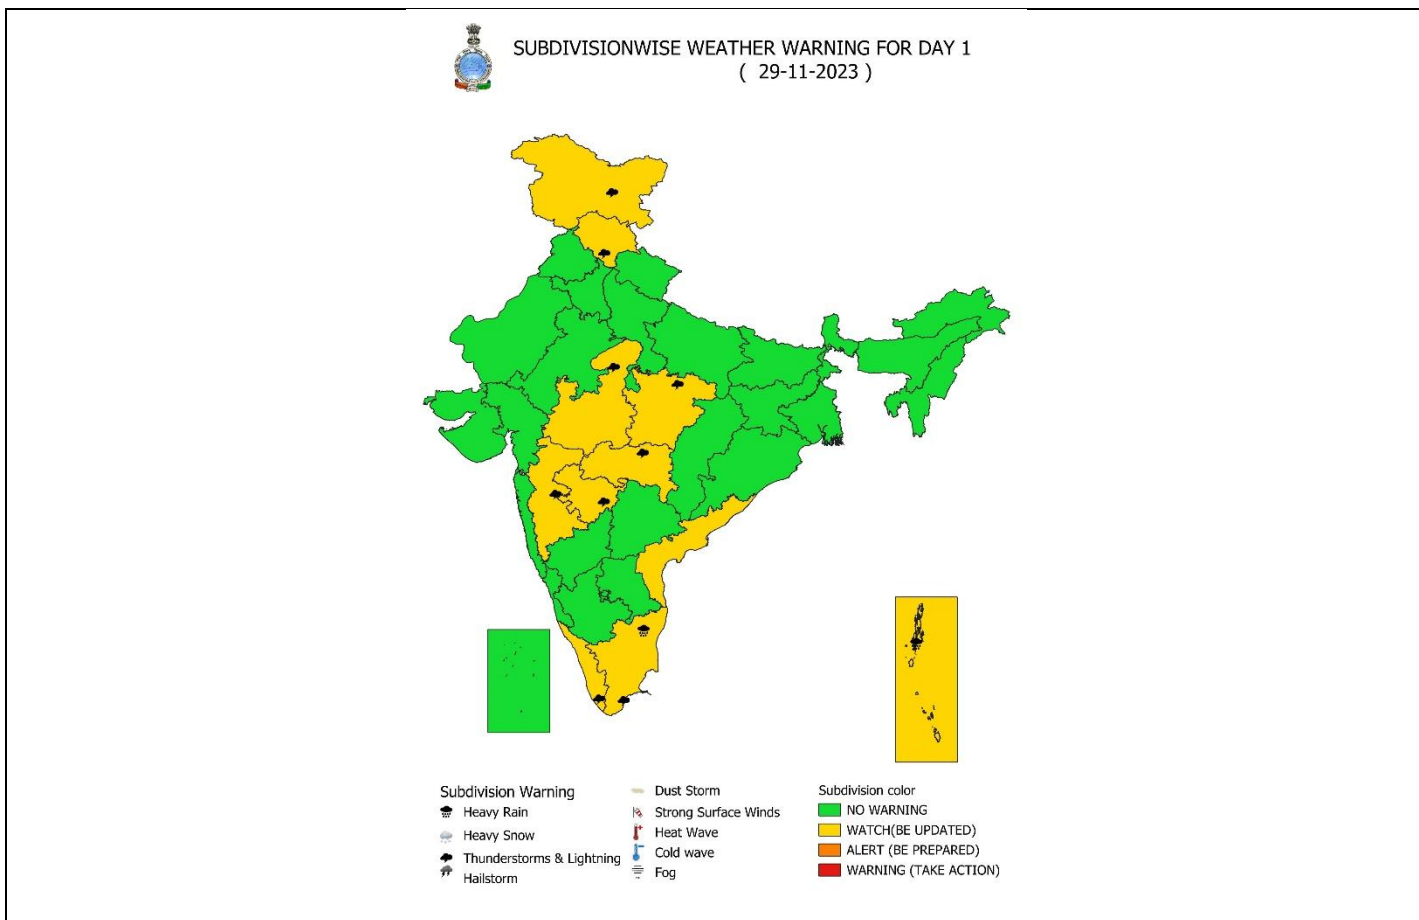 SUBDIVISIONWISE WEATHER WARNING FOR DAY 1
( 29-11-2023 )
Subdivision Warning
Heavy Rain
Heavy Snow
Thunderstorms & Lightning
Hailstorm
Dust Storm
Strong Surface Winds
Heat Wave
Cold wave
Fog
Subdivision color
NO WARNING
WATCH(BE UPDATED)
ALERT (BE PREPARED)
WARNING (TAKE ACTION)